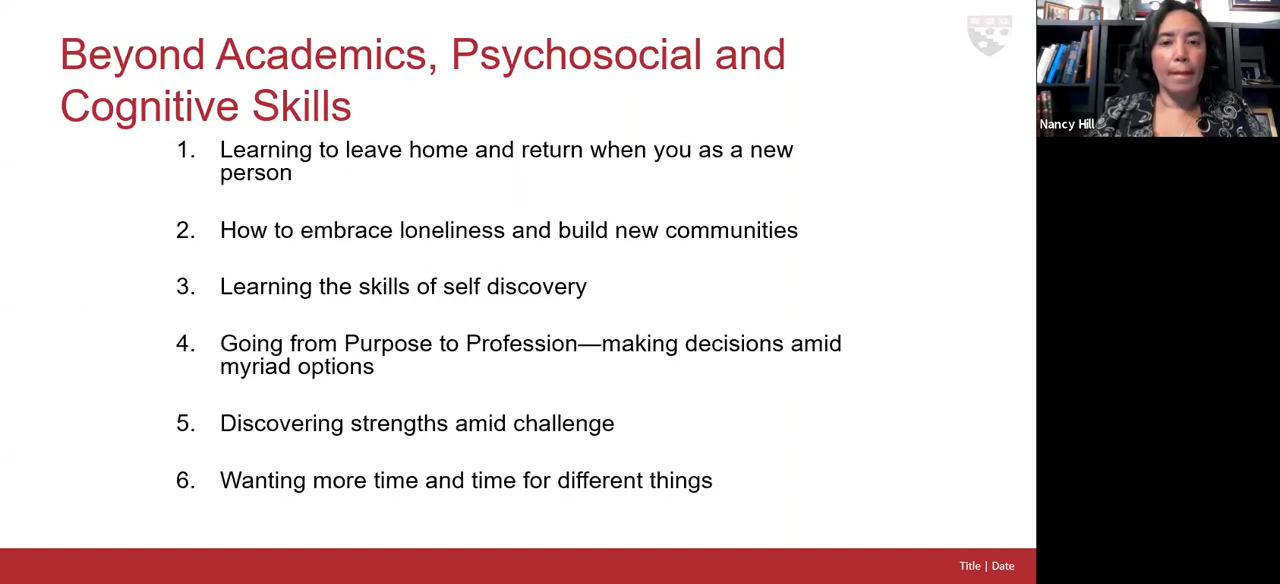 Beyond Academics, Psychosocial and
Cognitive Skills
1. Learning to leave home and return when you as a new
person
2. How to embrace loneliness and build new communities
3. Learning the skills of self discovery
4. Going from Purpose to Profession—making decisions amid
myriad options
5. Discovering strengths amid challenge
6. Wanting more time and time for different things
Title | Date
Nancy Hill